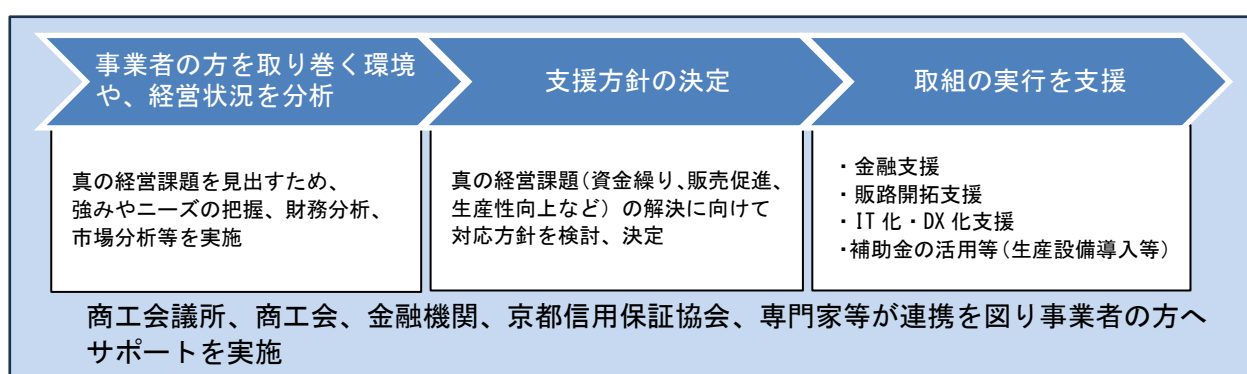 事業者の方を取り巻く環境
や、経営状況を分析
支援方針の決定
取組の実行を支援
真の経営課題を見出すため、
強みやニーズの把握、財務分析、
市場分析等を実施
真の経営課題(資金繰り、販売促進、
生産性向上など)の解決に向けて
対応方針を検討、決定
・金融支援
・販路開拓支援
・IT化・DX化支援
・補助金の活用等(生産設備導入等)
商工会議所、商工会、金融機関、京都信用保証協会、専門家等が連携を図り事業者の方へ
サポートを実施